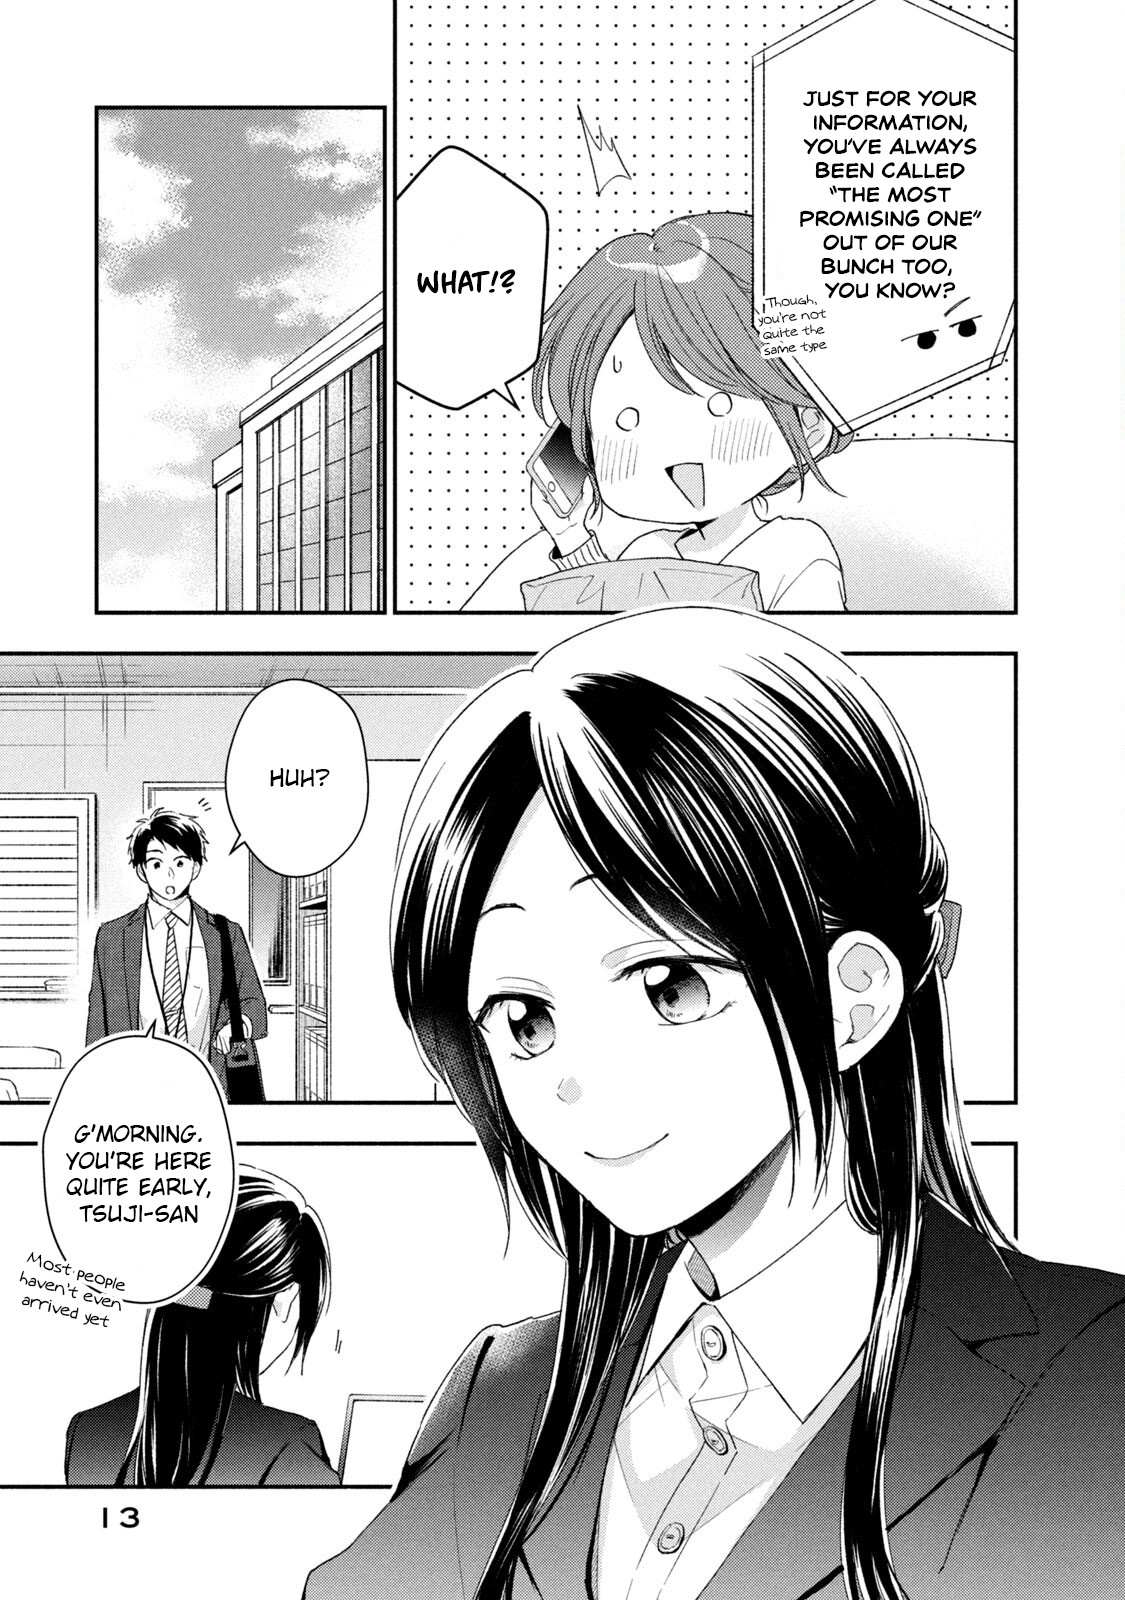 JUST FOR YOUR
INFORMATION,
YOU'VE ALWAYS
BEEN CALLED
"THE MOST
PROMISING ONE"
OUT OF OUR
BUNCH TOO,
YOU KNOW?
Though,
you're not
quite the
same type
WHAT!?
HUH?
G'MORNING.
YOU'RE HERE
QUITE EARLY,
TSUJI-SAN
Most people
haven't even
arrived yet
13